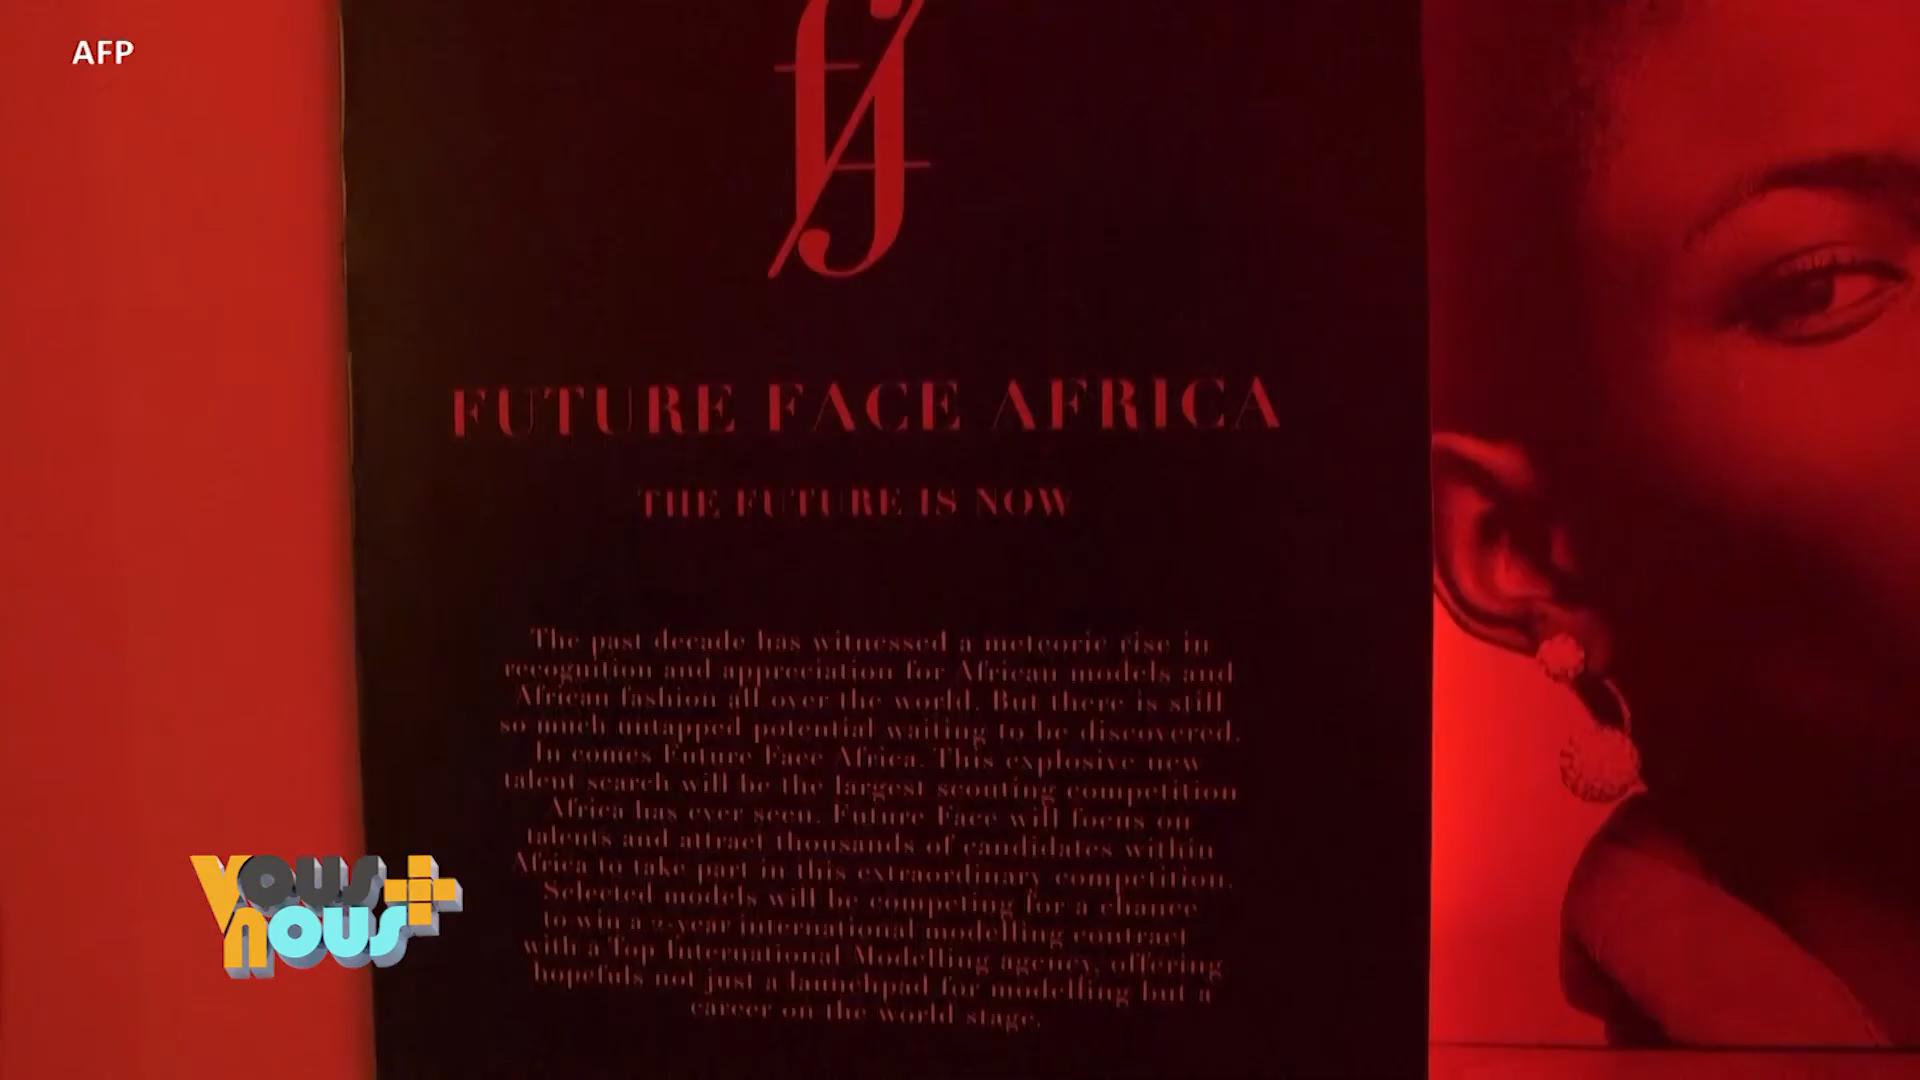 AFP
FUTURE FACE AFRICA
THE FUTURE IS NOW
The past decade has witnessed a meteoric rise in
recognition and appreciation for African models and
African fashion all over the world. But there is still
so much untapped potential waiting to be discovered.
In comes Future Face Africa. This explosive new
talent search will be the largest scouting competition
Africa has ever seen. Future Face will focus on
talents and attract thousands of candidates within
Africa to take part in this extraordinary competition.
Selected models will be competing for a chance
to win a -year international modelling contract
with a Top International Modelling agency, offering
hopefuls not just a launchpad for modelling but a
career on the world stage.
vous
nous